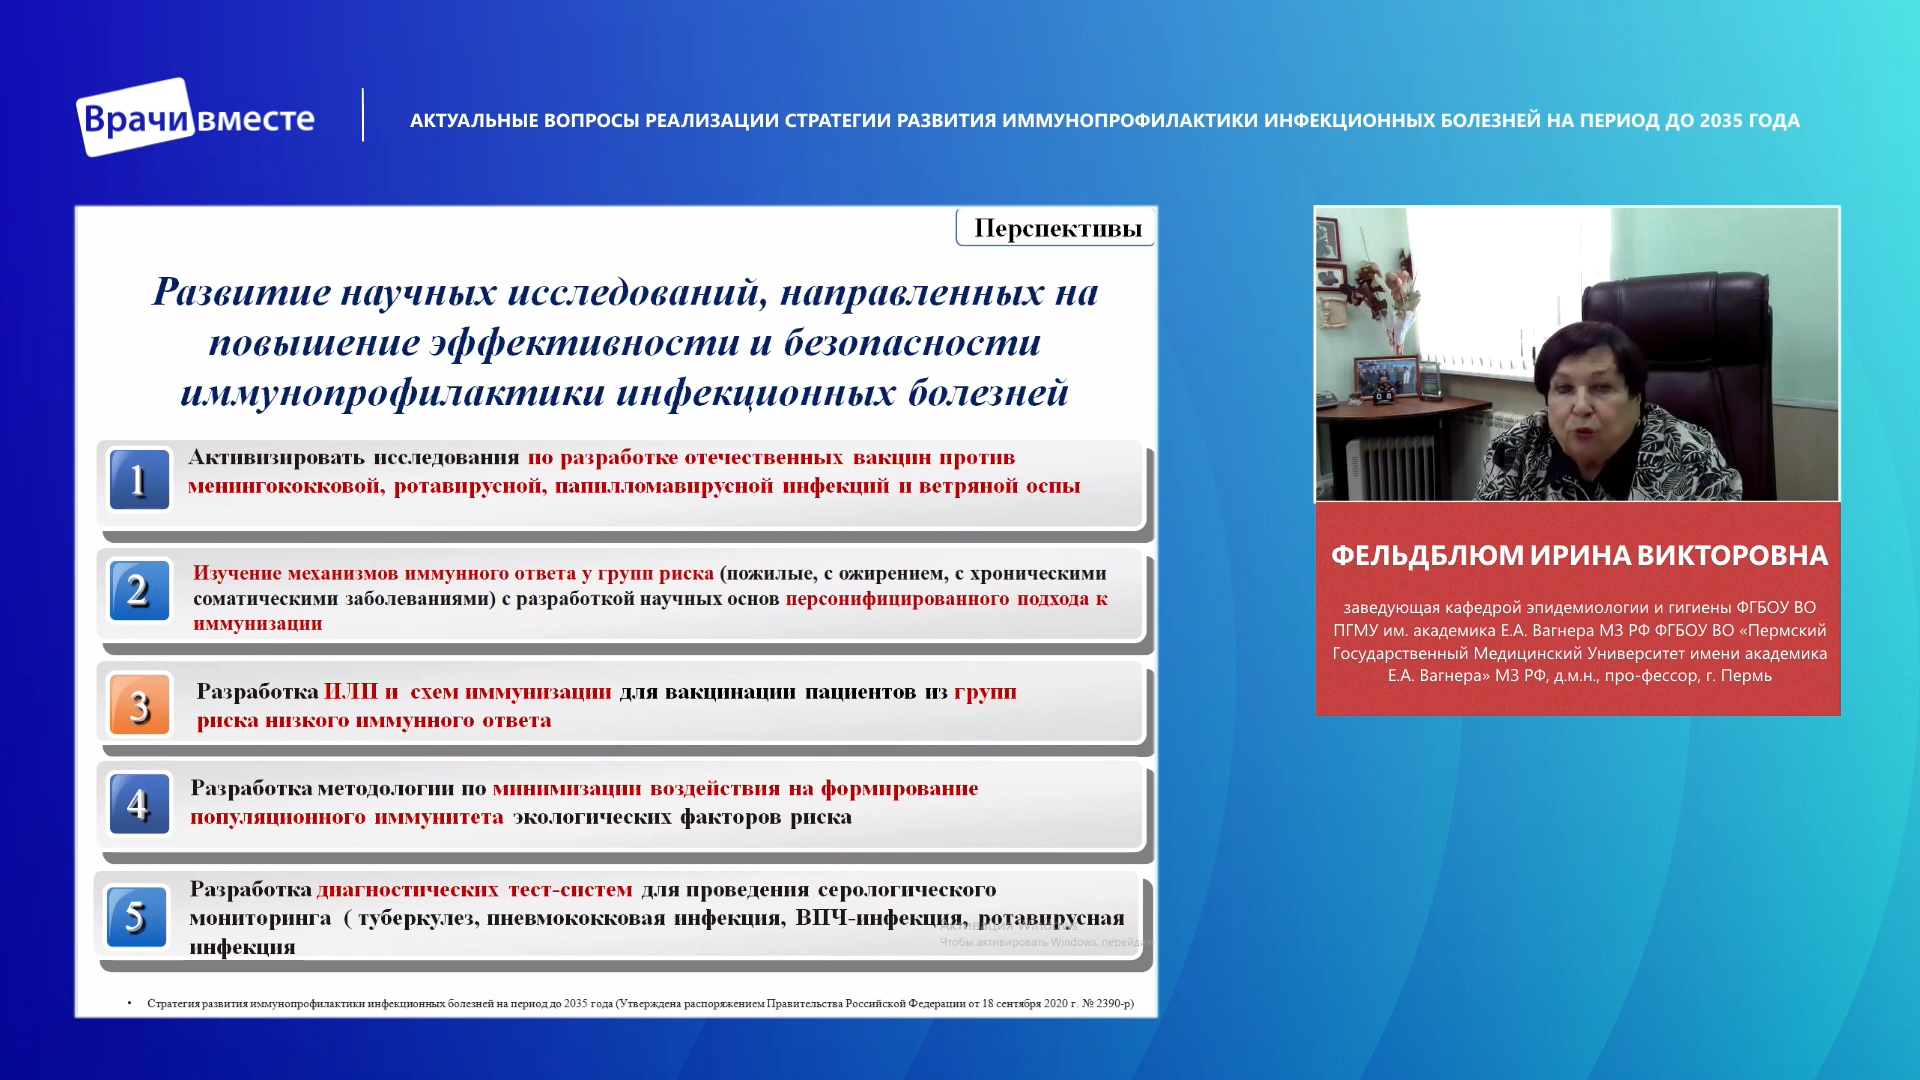 Врачи вместе
АКТУАЛЬНЫЕ ВОПРОСЫ РЕАЛИЗАЦИИ СТРАТЕГИИ РАЗВИТИЯ ИММУНОПРОФИЛАКТИКИ ИНФЕКЦИОННЫХ БОЛЕЗНЕЙ НА ПЕРИОД ДО 2035 ГОДА
Перспективы
Развитие научных исследований, направленных на
повышение эффективности и безопасности
иммунопрофилактики инфекционных болезней
1
Активизировать исследования по разработке отечественных вакцин против
менингококковой, ротавирусной, папилломавирусной инфекций и ветряной оспы
2
Изучение механизмов иммунного ответа у групп риска (пожилые, с ожирением, с хроническими
соматическими заболеваниями) с разработкой научных основ персонифицированного подхода к
иммунизации
3
Разработка ИЛП и схем иммунизации для вакцинации пациентов из групп
риска низкого иммунного ответа
4
Разработка методологии по минимизации воздействия на формирование
популяционного иммунитета экологических факторов риска
5
Разработка диагностических тест-систем для проведения серологического
мониторинга ( туберкулез, пневмококковая инфекция, ВПЧ-инфекция, ротавирусная
инфекция
Активация Windows
Чтобы активировать Windows, перейдит
• Стратегия развития иммунопрофилактики инфекционных болезней на период до 2035 года (Утверждена распоряжением Правительства Российской Федерации от 18 сентября 2020 г. № 2390-р)
08
ФЕЛЬДБЛЮМ ИРИНА ВИКТОРОВНА
заведующая кафедрой эпидемиологии и гигиены ФГБОУ ВО
ПГМУ им. академика Е.А. Вагнера МЗ РФ ФГБОУ ВО «Пермский
Государственный Медицинский Университет имени академика
Е.А. Вагнера» МЗ РФ, д.м.н., про-фессор, г. Пермь